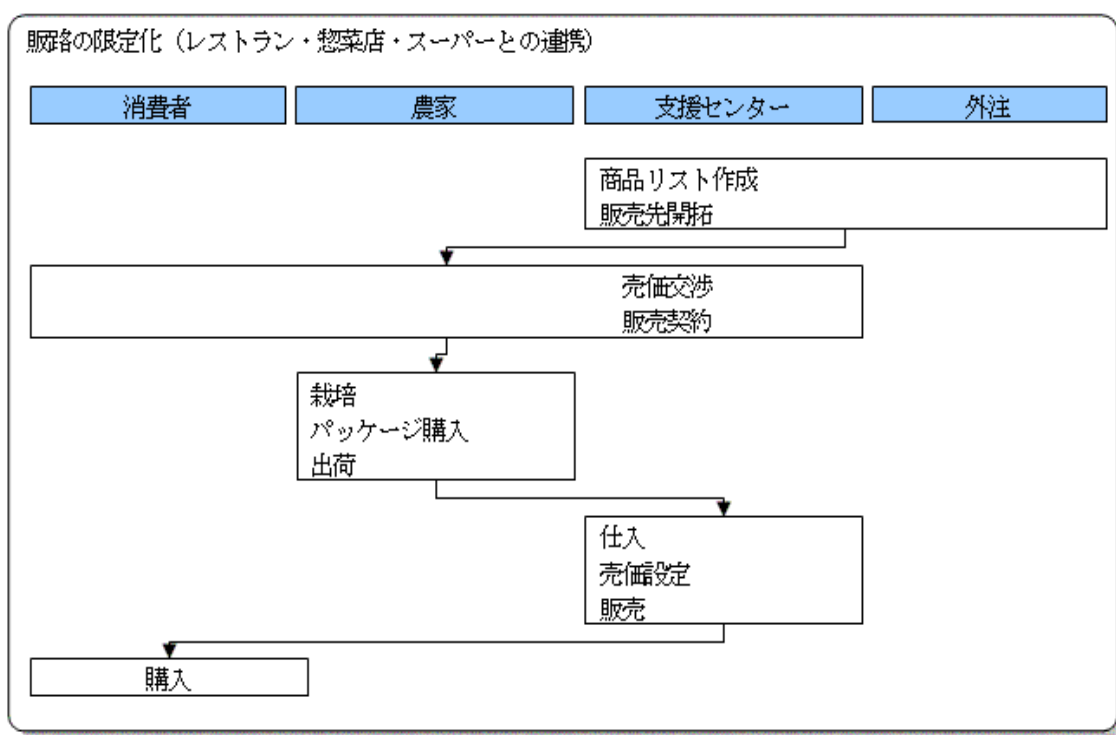 販路の限定化（レストラン・惣菜店・スーパーとの連携）
消費者 農家 支援センター 外注
商品リスト作成
販売先開拓
売価交渉
販売契約
栽培
パッケージ購入
出荷
仕入
売価設定
販売
購入